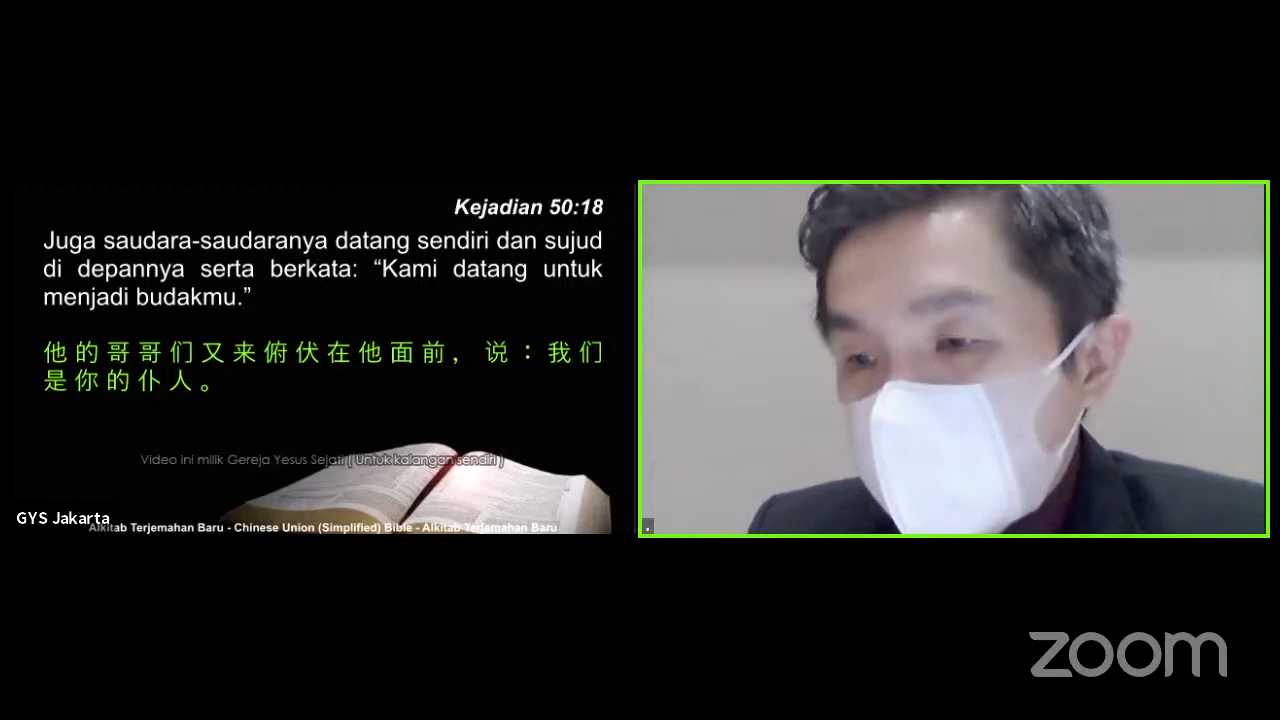 Kejadian 50:18
Juga saudara-saudaranya datang sendiri dan sujud
di depannya serta berkata: “Kami datang untuk
menjadi budakmu.”
他的哥哥们又来俯伏在他面前，说：我们
是你的仆人。
Video ini milik Gereja Yesus Sejati ( Untuk kalangan sendiri )
GYS Jakarta
Alkitab Terjemahan Baru - Chinese Union (Simplified) Bible - Alkitab Terjemahan Baru
.
zoom